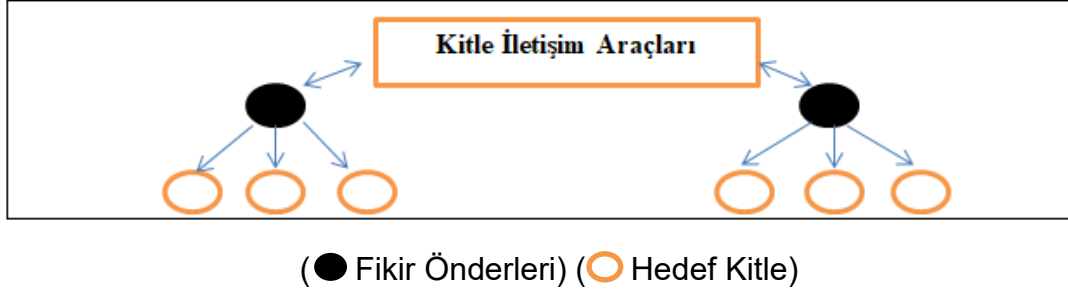 Kitle İletişim Araçları
( Fikir Önderleri) ( Hedef Kitle)